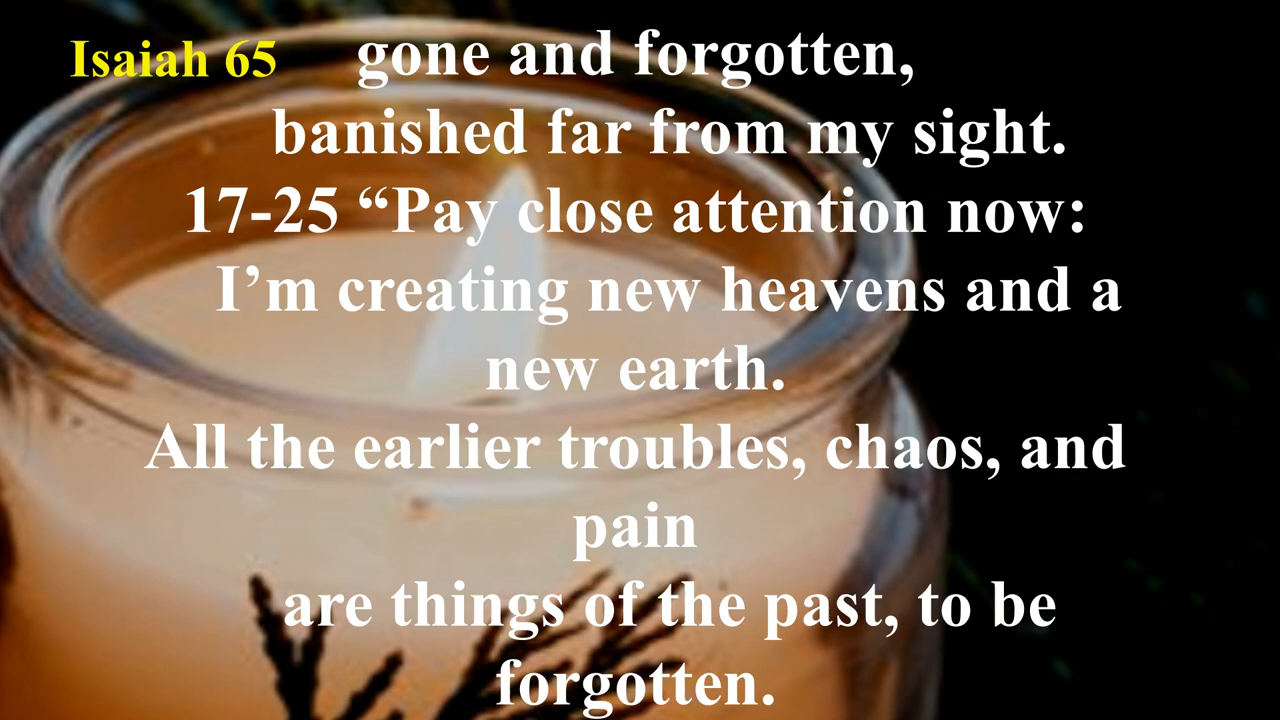 Isaiah 65
gone and forgotten,
banished far from my sight.
17-25 “Pay close attention now:
I’m creating new heavens and a
new earth.
All the earlier troubles, chaos, and
pain
are things of the past, to be
forgotten.